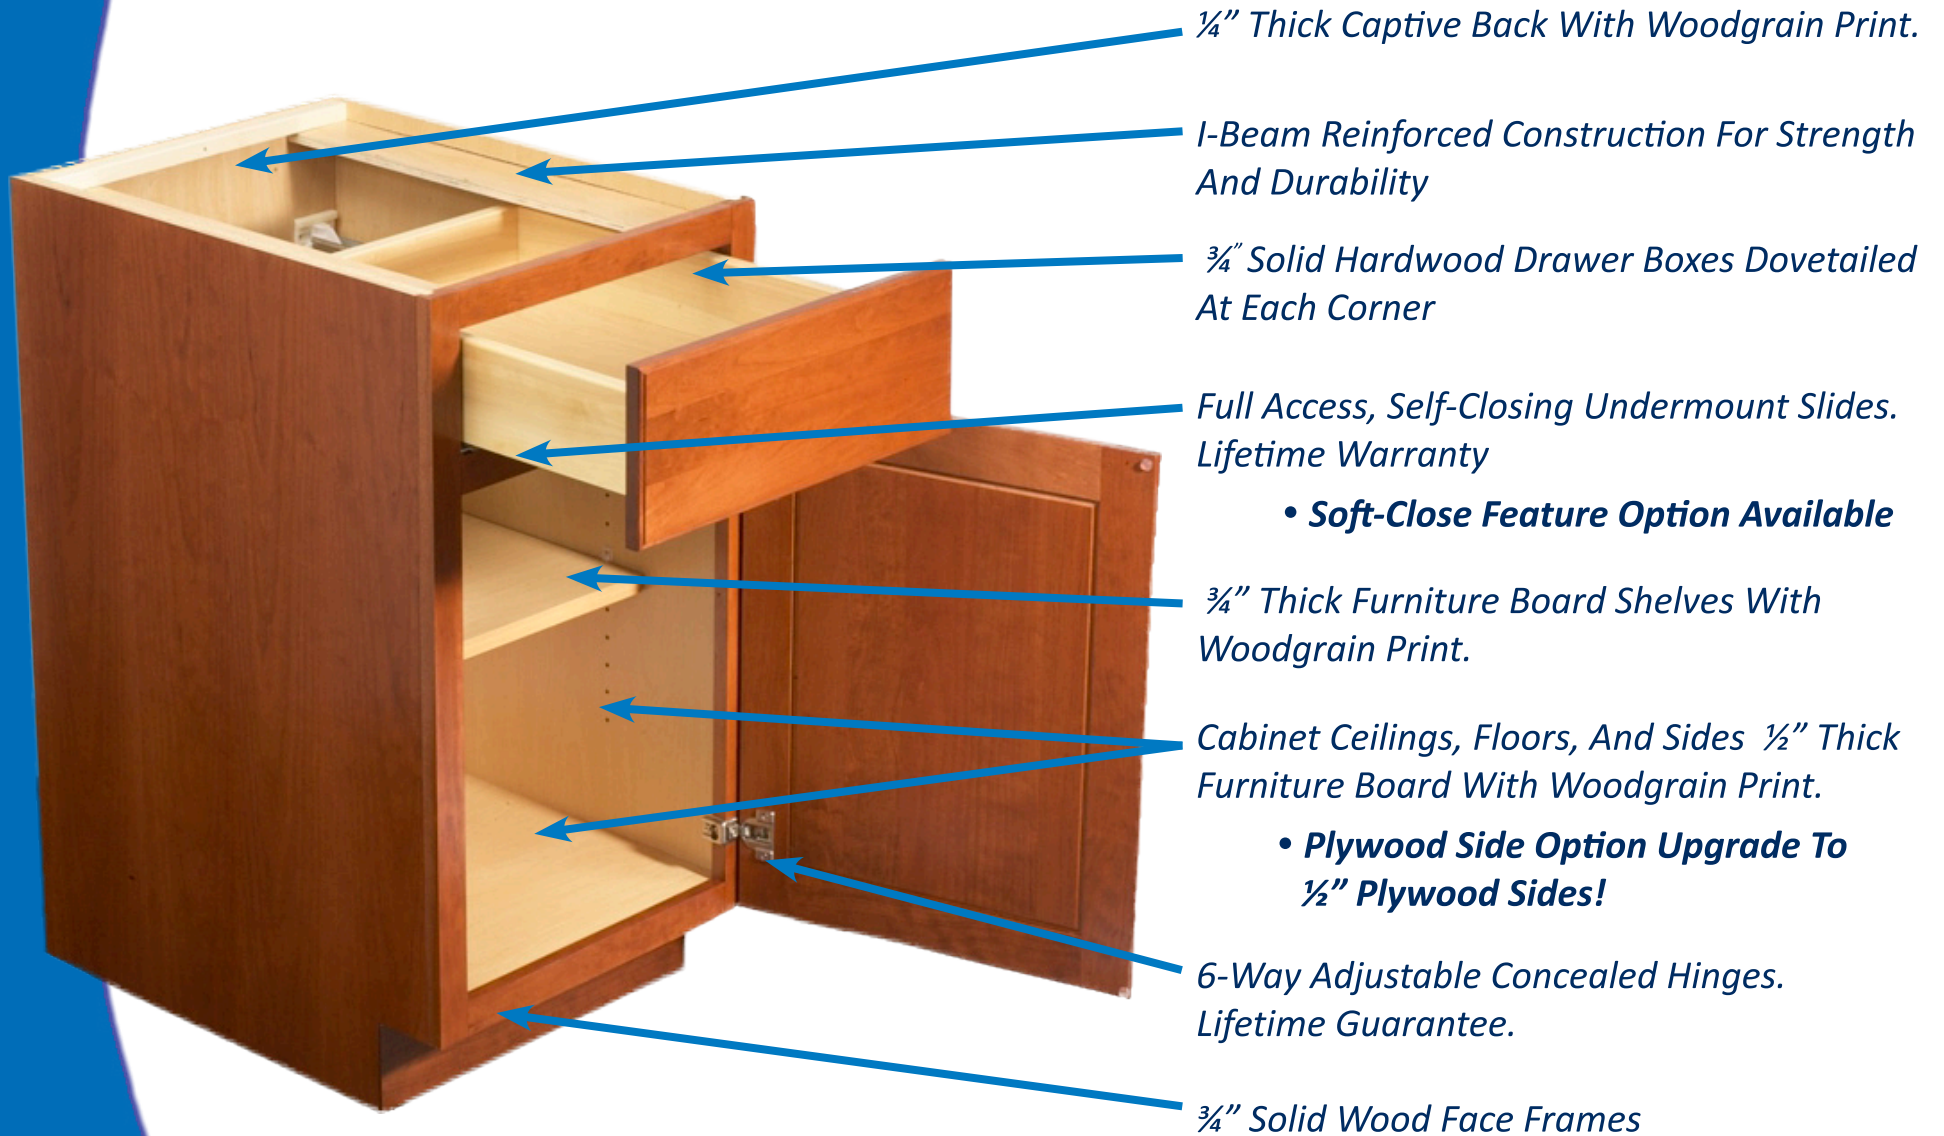 ¼” Thick Captive Back With Woodgrain Print.
I-Beam Reinforced Construction For Strength
And Durability
¾” Solid Hardwood Drawer Boxes Dovetailed
At Each Corner
Full Access, Self-Closing Undermount Slides.
Lifetime Warranty
• Soft-Close Feature Option Available
¾” Thick Furniture Board Shelves With
Woodgrain Print.
Cabinet Ceilings, Floors, And Sides ½” Thick
Furniture Board With Woodgrain Print.
• Plywood Side Option Upgrade To
½” Plywood Sides!
6-Way Adjustable Concealed Hinges.
Lifetime Guarantee.
¾” Solid Wood Face Frames